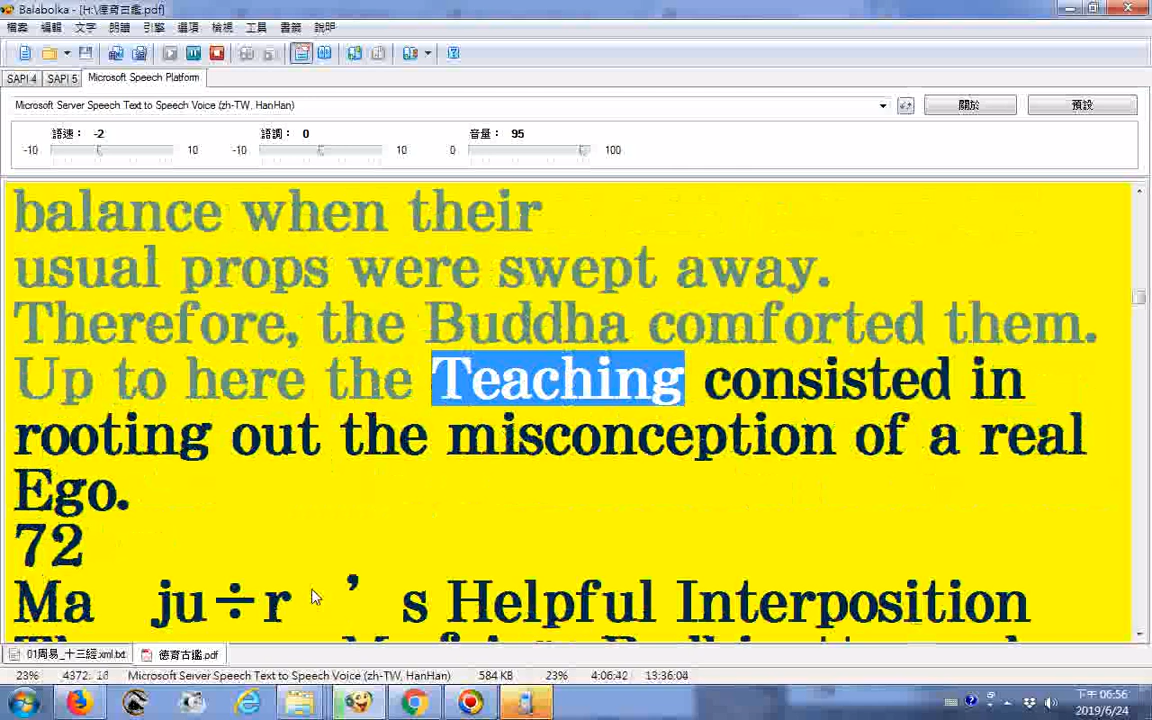 Balabolka - [H:\德育古鑑.pdf]
檔案 編輯 文字 朗讀 引擎 選項 檢視 工具 書籤 說明
SAPI 4 SAPI 5 Microsoft Speech Platform
Microsoft Server Speech Text to Speech Voice (zh-TW, HanHan) 關於 預設
語速： -2 語調： 0 音量： 95
-10 10 -10 10 0 100
balance when their
usual props were swept away.
Therefore, the Buddha comforted them.
Up to here the Teaching consisted in
rooting out the misconception of a real
Ego.
72
Ma ju÷r ’ s Helpful Interposition
01周易_十三經.xml.txt 德育古鑑.pdf
23% 4372: 18 Microsoft Server Speech Text to Speech Voice (zh-TW, HanHan) 584 KB 23% 4:06:42 13:36:04
下午 06:56
2019/6/24